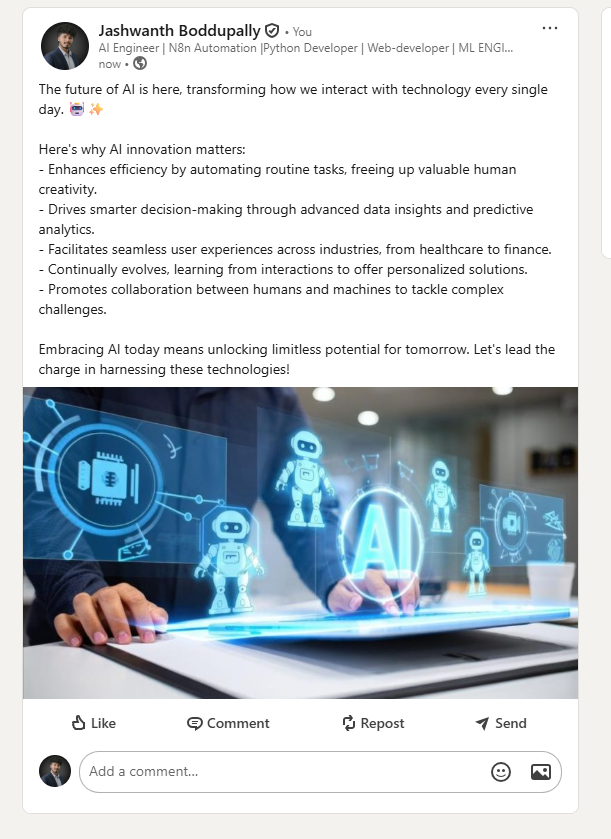 Jashwanth Boddupally • You
AI Engineer | N8n Automation |Python Developer | Web-developer | ML ENGI...
now •
The future of AI is here, transforming how we interact with technology every single
day. 🤖 ✨
Here's why AI innovation matters:
- Enhances efficiency by automating routine tasks, freeing up valuable human
creativity.
- Drives smarter decision-making through advanced data insights and predictive
analytics.
- Facilitates seamless user experiences across industries, from healthcare to finance.
- Continually evolves, learning from interactions to offer personalized solutions.
- Promotes collaboration between humans and machines to tackle complex
challenges.
Embracing AI today means unlocking limitless potential for tomorrow. Let's lead the
charge in harnessing these technologies!
AI
Like Comment Repost Send
Add a comment...